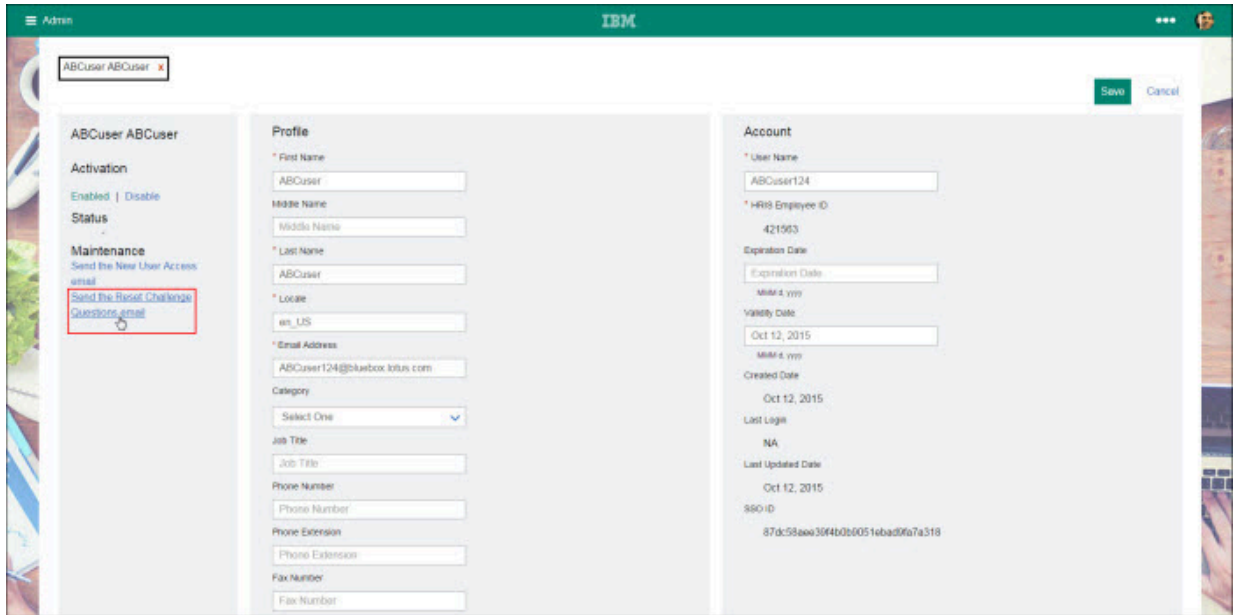 Admin
IBM
ABCuser ABCuser x
Save
Cancel
ABCuser ABCuser
Activation
Enabled | Disable
Status
-
Maintenance
Send the New User Access
email
Send the Reset Challenge
Questions email
Profile
* First Name
ABCuser
Middle Name
Middle Name
* Last Name
ABCuser
* Locale
en_US
* Email Address
ABCuser124@bluebox.lotus.com
Category
Select One
Job Title
Job Title
Phone Number
Phone Number
Phone Extension
Phone Extension
Fax Number
Fax Number
Account
* User Name
ABCuser124
* HRIS Employee ID
421563
Expiration Date
Expiration Date
MMM d, yyyy
Validity Date
Oct 12, 2015
MMM d, yyyy
Created Date
Oct 12, 2015
Last Login
NA
Last Updated Date
Oct 12, 2015
SSO ID